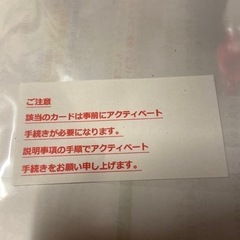 ご注意
該当のカードは事前にアクティベート
手続きが必要になります。
説明事項の手順でアクティベート
手続きをお願い申し上げます。